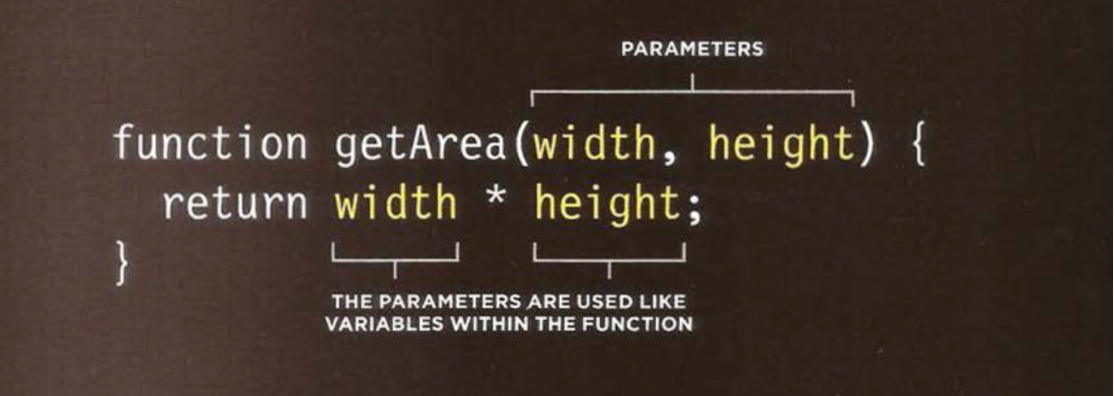 PARAMETERS
function getArea(width, height) {
return width * height;
}
THE PARAMETERS ARE USED LIKE
VARIABLES WITHIN THE FUNCTION